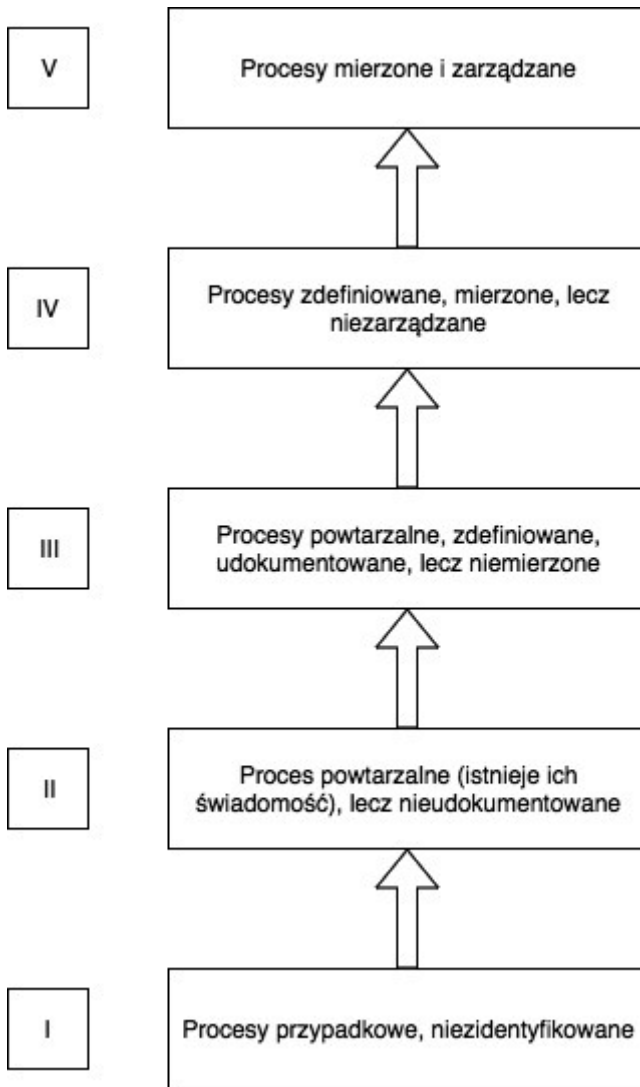 V
Procesy mierzone i zarządzane
IV
Procesy zdefiniowane, mierzone, lecz
niezarządzane
III
Procesy powtarzalne, zdefiniowane,
udokumentowane, lecz niemierzone
II
Proces powtarzalne (istnieje ich
świadomość), lecz nieudokumentowane
I
Procesy przypadkowe, niezidentyfikowane